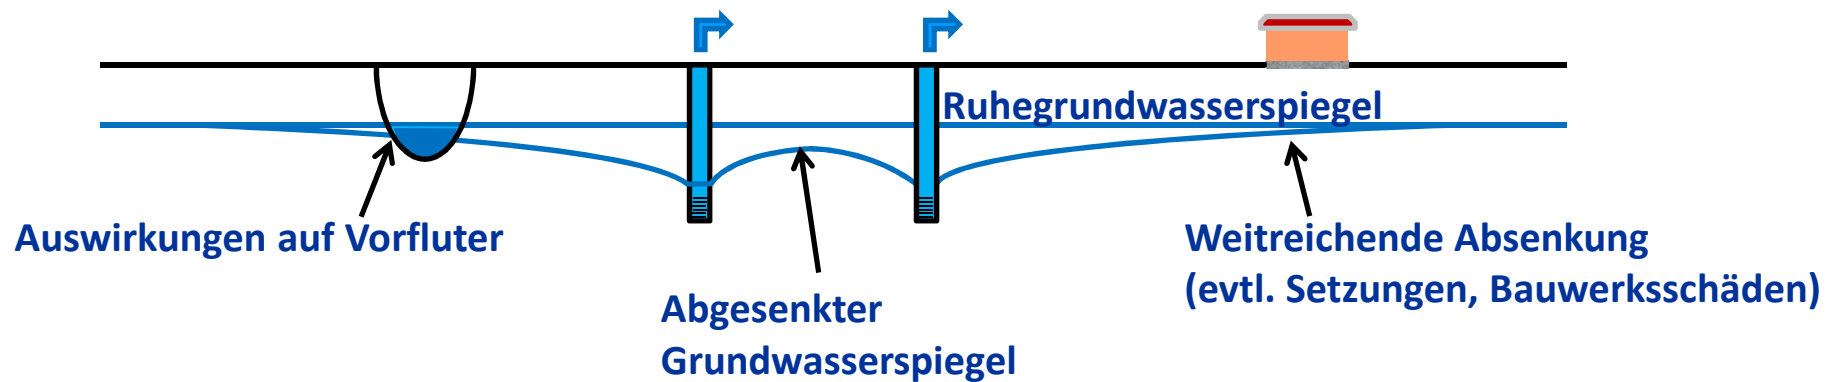 Ruhegrundwasserspiegel
Auswirkungen auf Vorfluter
Weitreichende Absenkung
(evtl. Setzungen, Bauwerksschäden)
Abgesenkter
Grundwasserspiegel